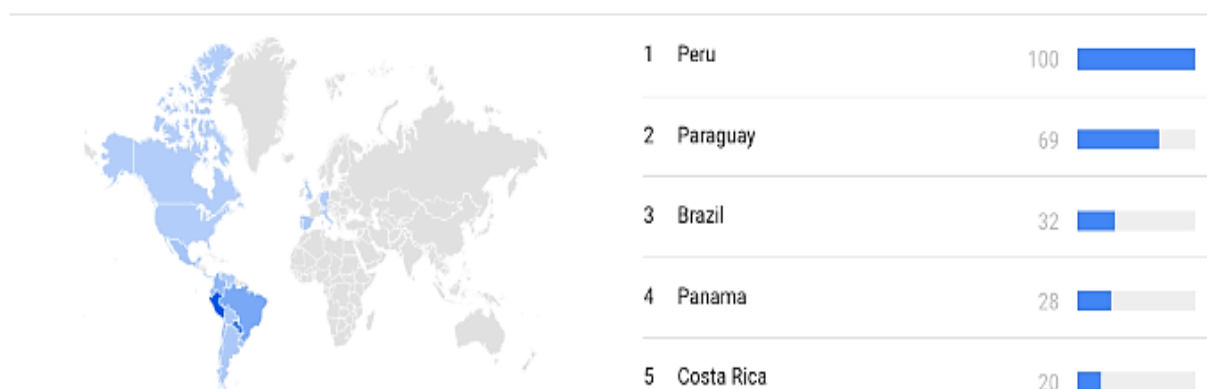 1 Peru 100
2 Paraguay 69
3 Brazil 32
4 Panama 28
5 Costa Rica 20